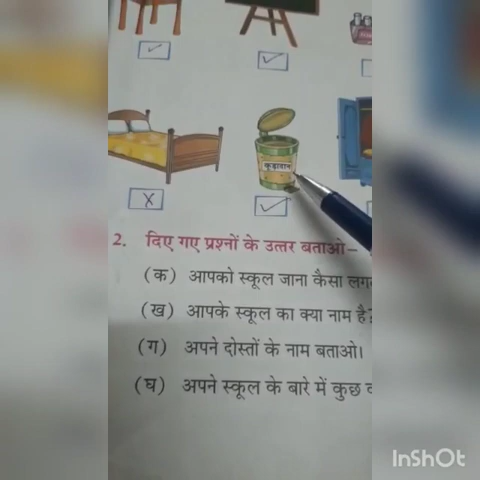 कूड़ादान
2. दिए गए प्रश्नों के उत्तर बताओ–
(क) आपको स्कूल जाना कैसा
(ख) आपके स्कूल का क्या नाम है?
(ग) अपने दोस्तों के नाम बताओ।
(घ) अपने स्कूल के बारे में कुछ
InShOt